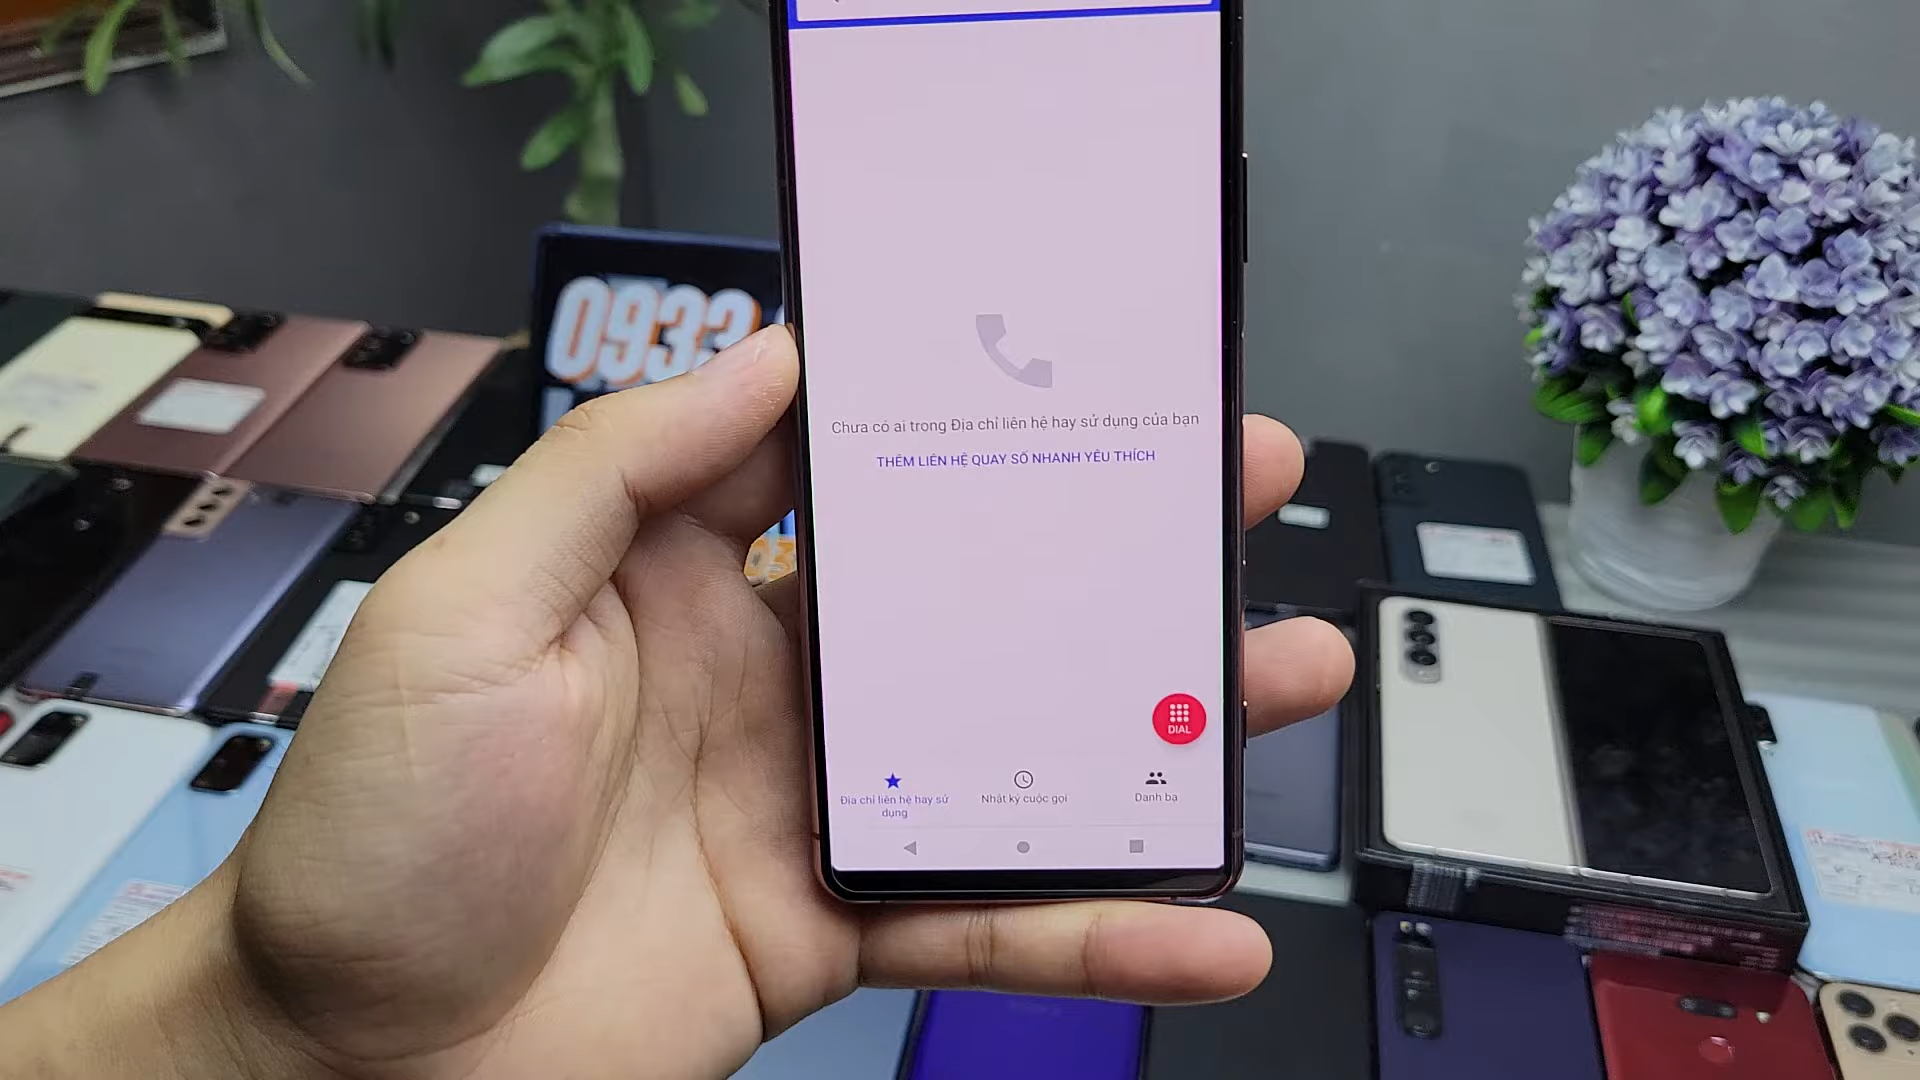 0933
Chưa có ai trong Địa chỉ liên hệ hay sử dụng của bạn
THÊM LIÊN HỆ QUAY SỐ NHANH YÊU THÍCH
DIAL
Địa chỉ liên hệ hay sử
dụng
Nhật ký cuộc gọi
Danh bạ